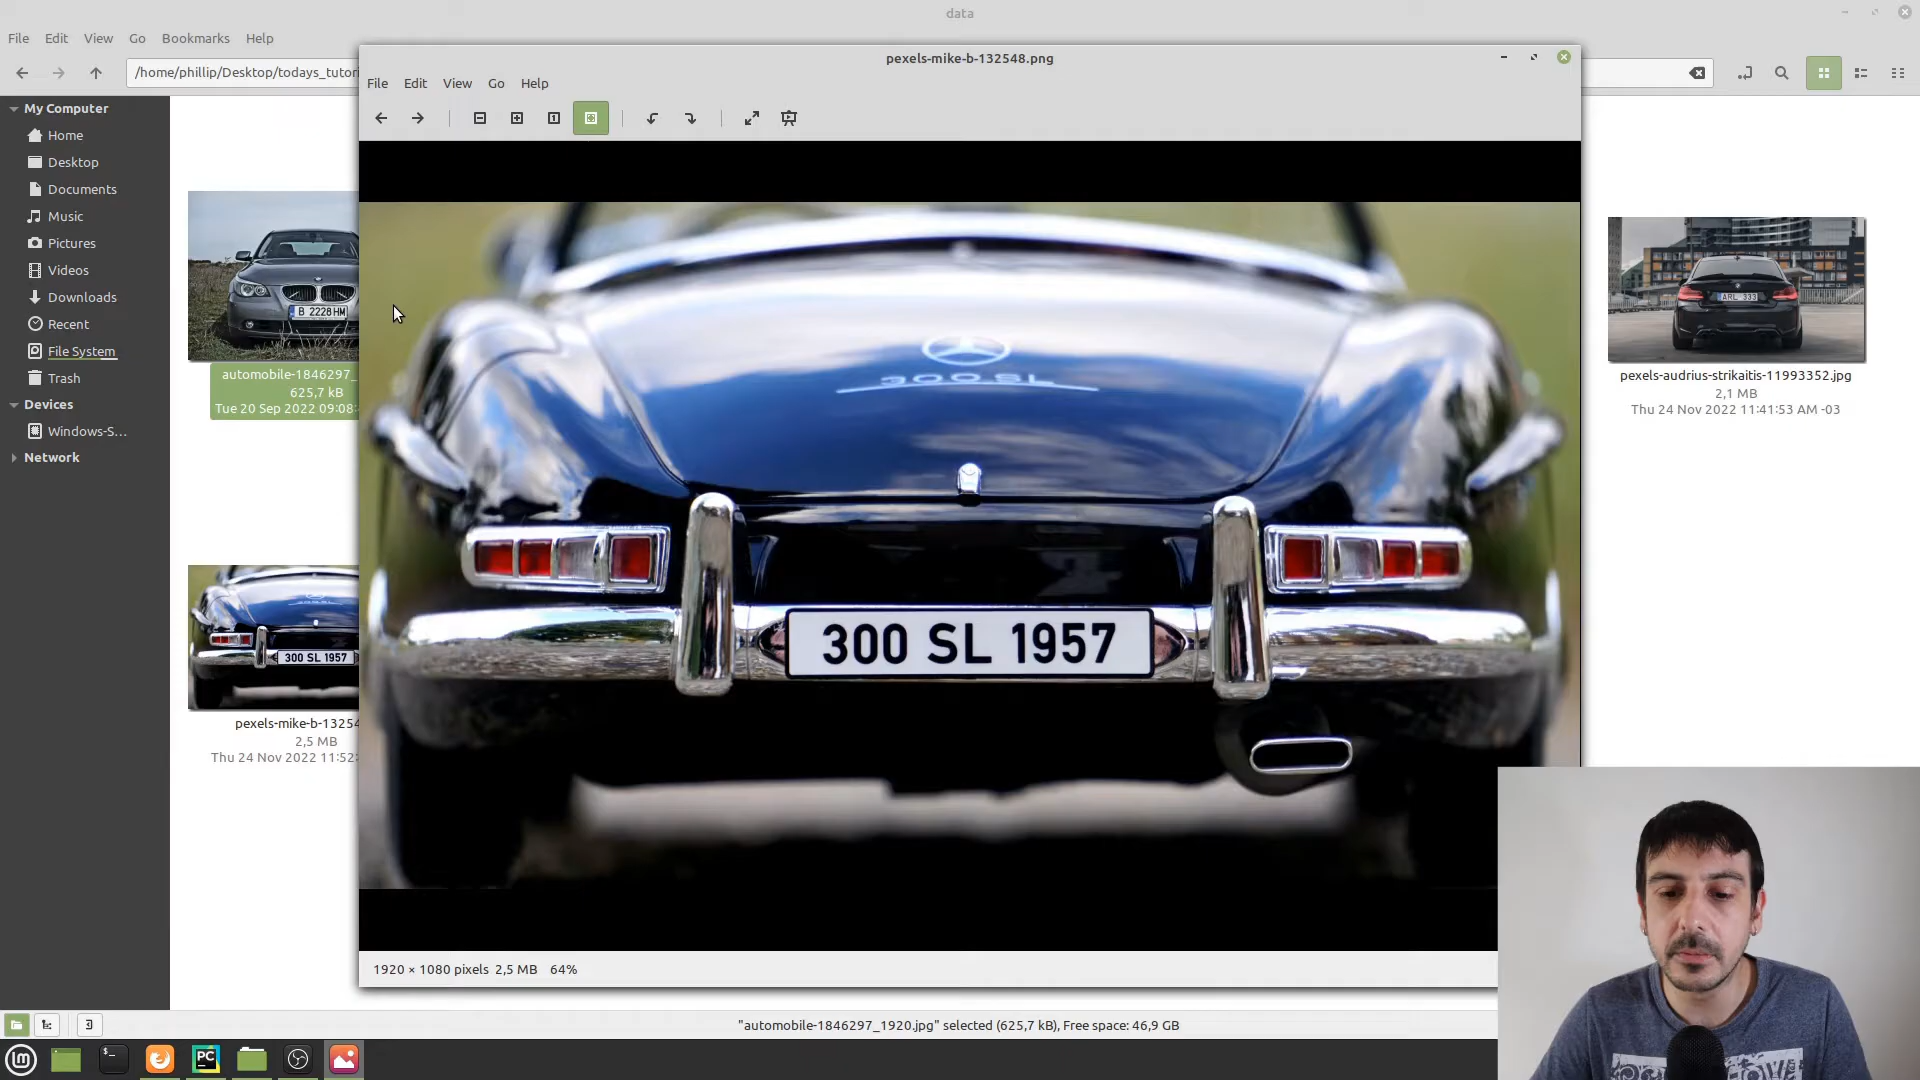 data
File Edit View Go Bookmarks Help
/home/phillip/Desktop/todays_tutori
pexels-mike-b-132548.png
File Edit View Go Help
My Computer
Home
Desktop
Documents
Music
Pictures
Videos
Downloads
Recent
File System
Trash
Devices
Windows-S...
Network
B 2228 HM
automobile-1846297_
625,7 kB
Tue 20 Sep 2022 09:08:
300 SL 1957
pexels-mike-b-13254
2,5 MB
Thu 24 Nov 2022 11:52:
300 SL
300 SL 1957
ARL 333
pexels-audrius-strikaitis-11993352.jpg
2,1 MB
Thu 24 Nov 2022 11:41:53 AM -03
1920 × 1080 pixels 2,5 MB 64%
"automobile-1846297_1920.jpg" selected (625,7 kB), Free space: 46,9 GB
PC